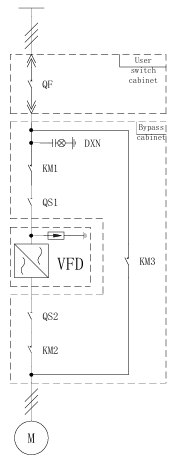 User
switch
cabinet
QF
Bypass
cabinet
DXN
KM1
QS1
VFD
KM3
QS2
KM2
M